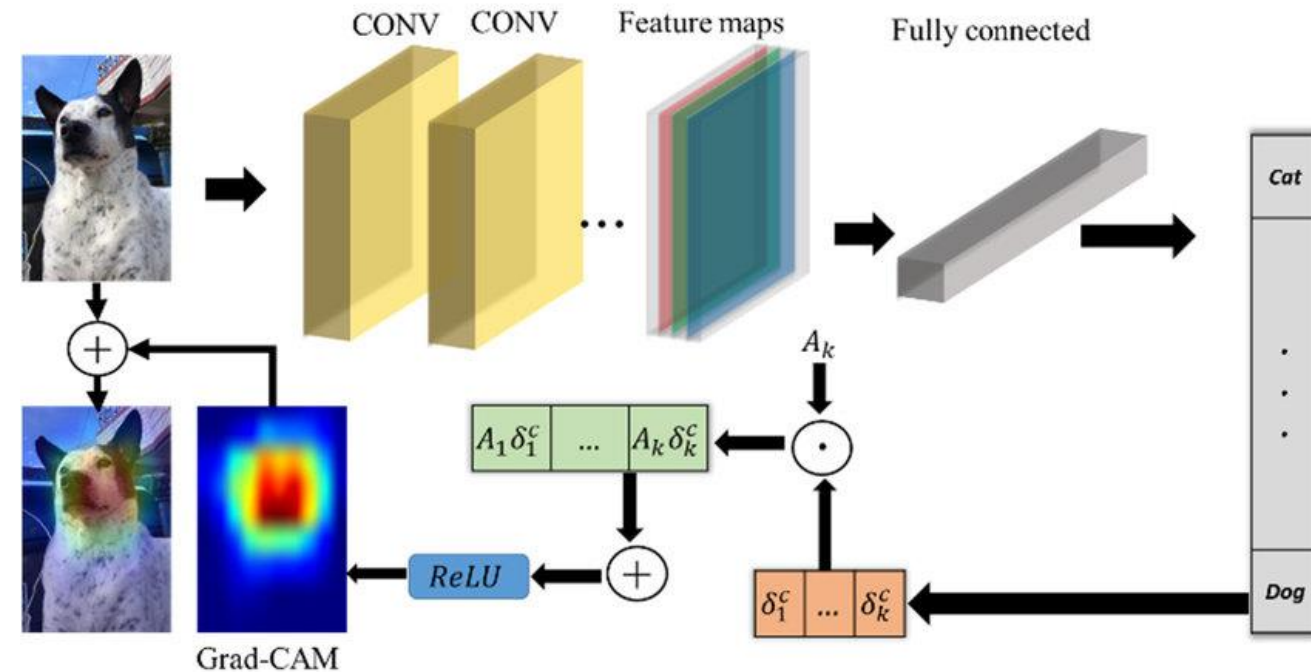 CONV
CONV
Feature maps
Fully connected
Cat
.
.
.
Dog
...
A_k
A_1δ_1^c ... A_kδ_k^c
+
·
ReLU
+
δ_1^c ... δ_k^c
Grad-CAM